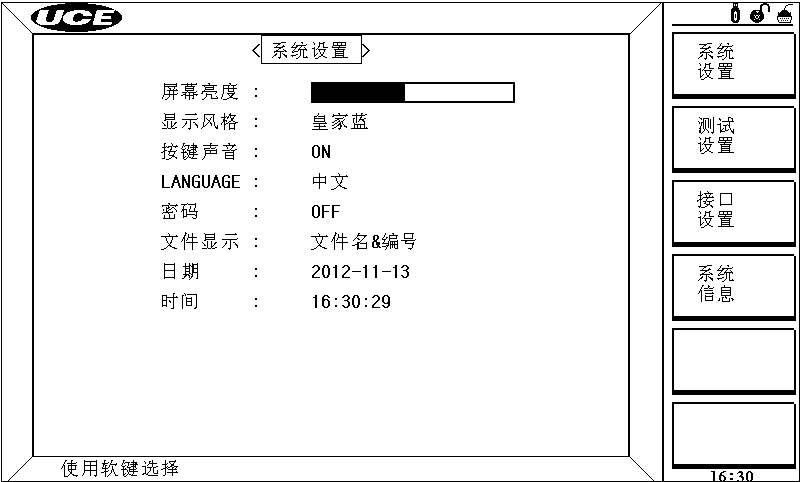 UCE
<系统设置>
屏幕亮度 :
显示风格 : 皇家蓝
按键声音 : ON
LANGUAGE : 中文
密码 : OFF
文件显示 : 文件名&编号
日期 : 2012-11-13
时间 : 16:30:29
使用软键选择
系统
设置
测试
设置
接口
设置
系统
信息
16:30